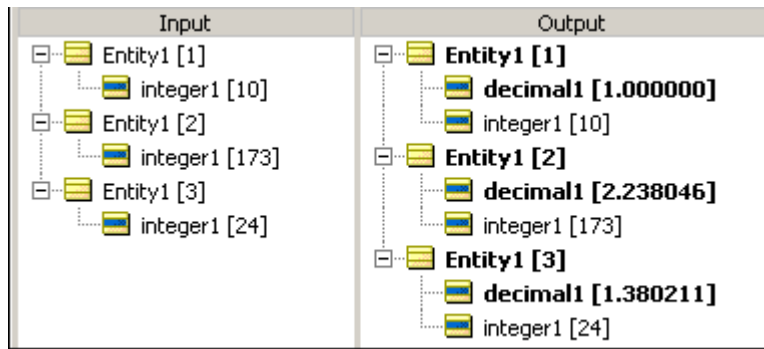 Input
Entity1 [1]
integer1 [10]
Entity1 [2]
integer1 [173]
Entity1 [3]
integer1 [24]
Output
Entity1 [1]
decimal1 [1.000000]
integer1 [10]
Entity1 [2]
decimal1 [2.238046]
integer1 [173]
Entity1 [3]
decimal1 [1.380211]
integer1 [24]